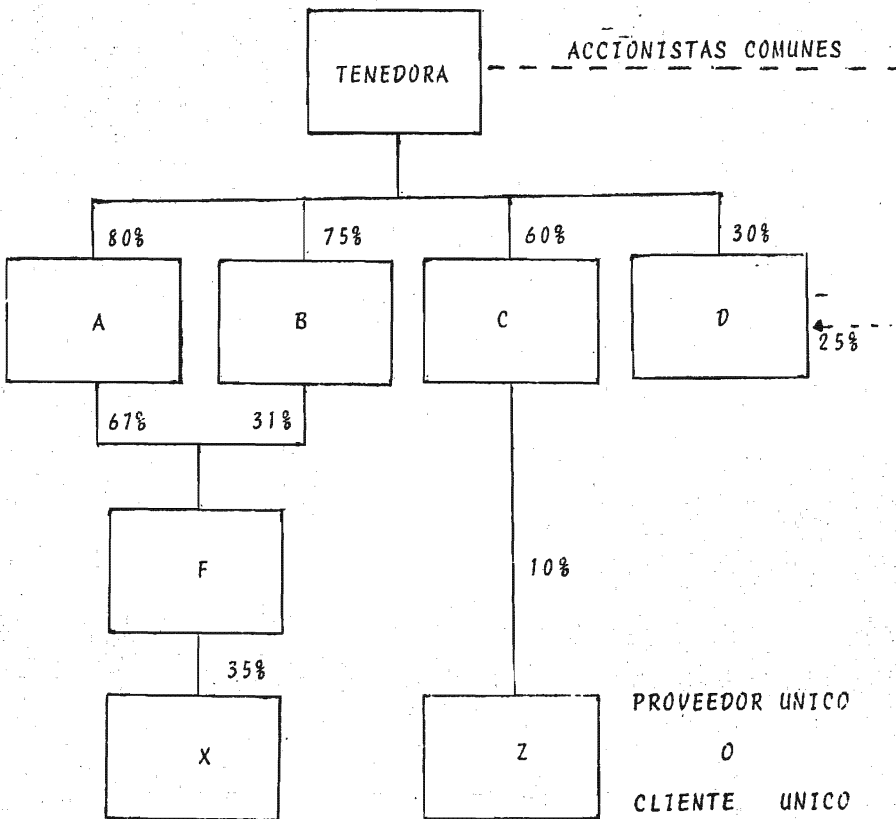 ACCIONISTAS COMUNES
TENEDORA
80%
75%
60%
30%
A
B
C
D
25%
67%
31%
F
10%
35%
X
Z
PROVEEDOR UNICO
O
CLIENTE UNICO